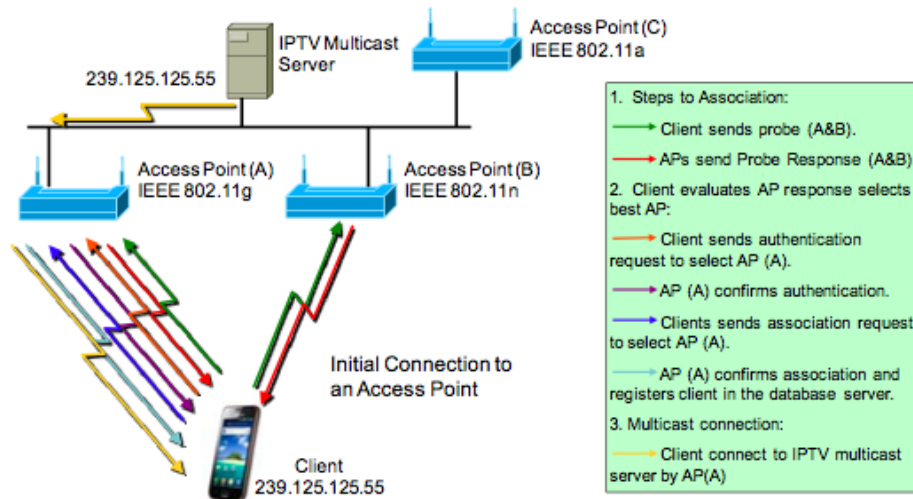 Access Point (C)
IEEE 802.11a
IPTV Multicast
Server
239.125.125.55
Access Point (A)
IEEE 802.11g
Access Point (B)
IEEE 802.11n
Initial Connection to
an Access Point
Client
239.125.125.55
1. Steps to Association:
Client sends probe (A&B).
APs send Probe Response (A&B)
2. Client evaluates AP response selects
best AP:
Client sends authentication
request to select AP (A).
AP (A) confirms authentication.
Clients sends association request
to select AP (A).
AP (A) confirms association and
registers client in the database server.
3. Multicast connection:
Client connect to IPTV multicast
server by AP(A)